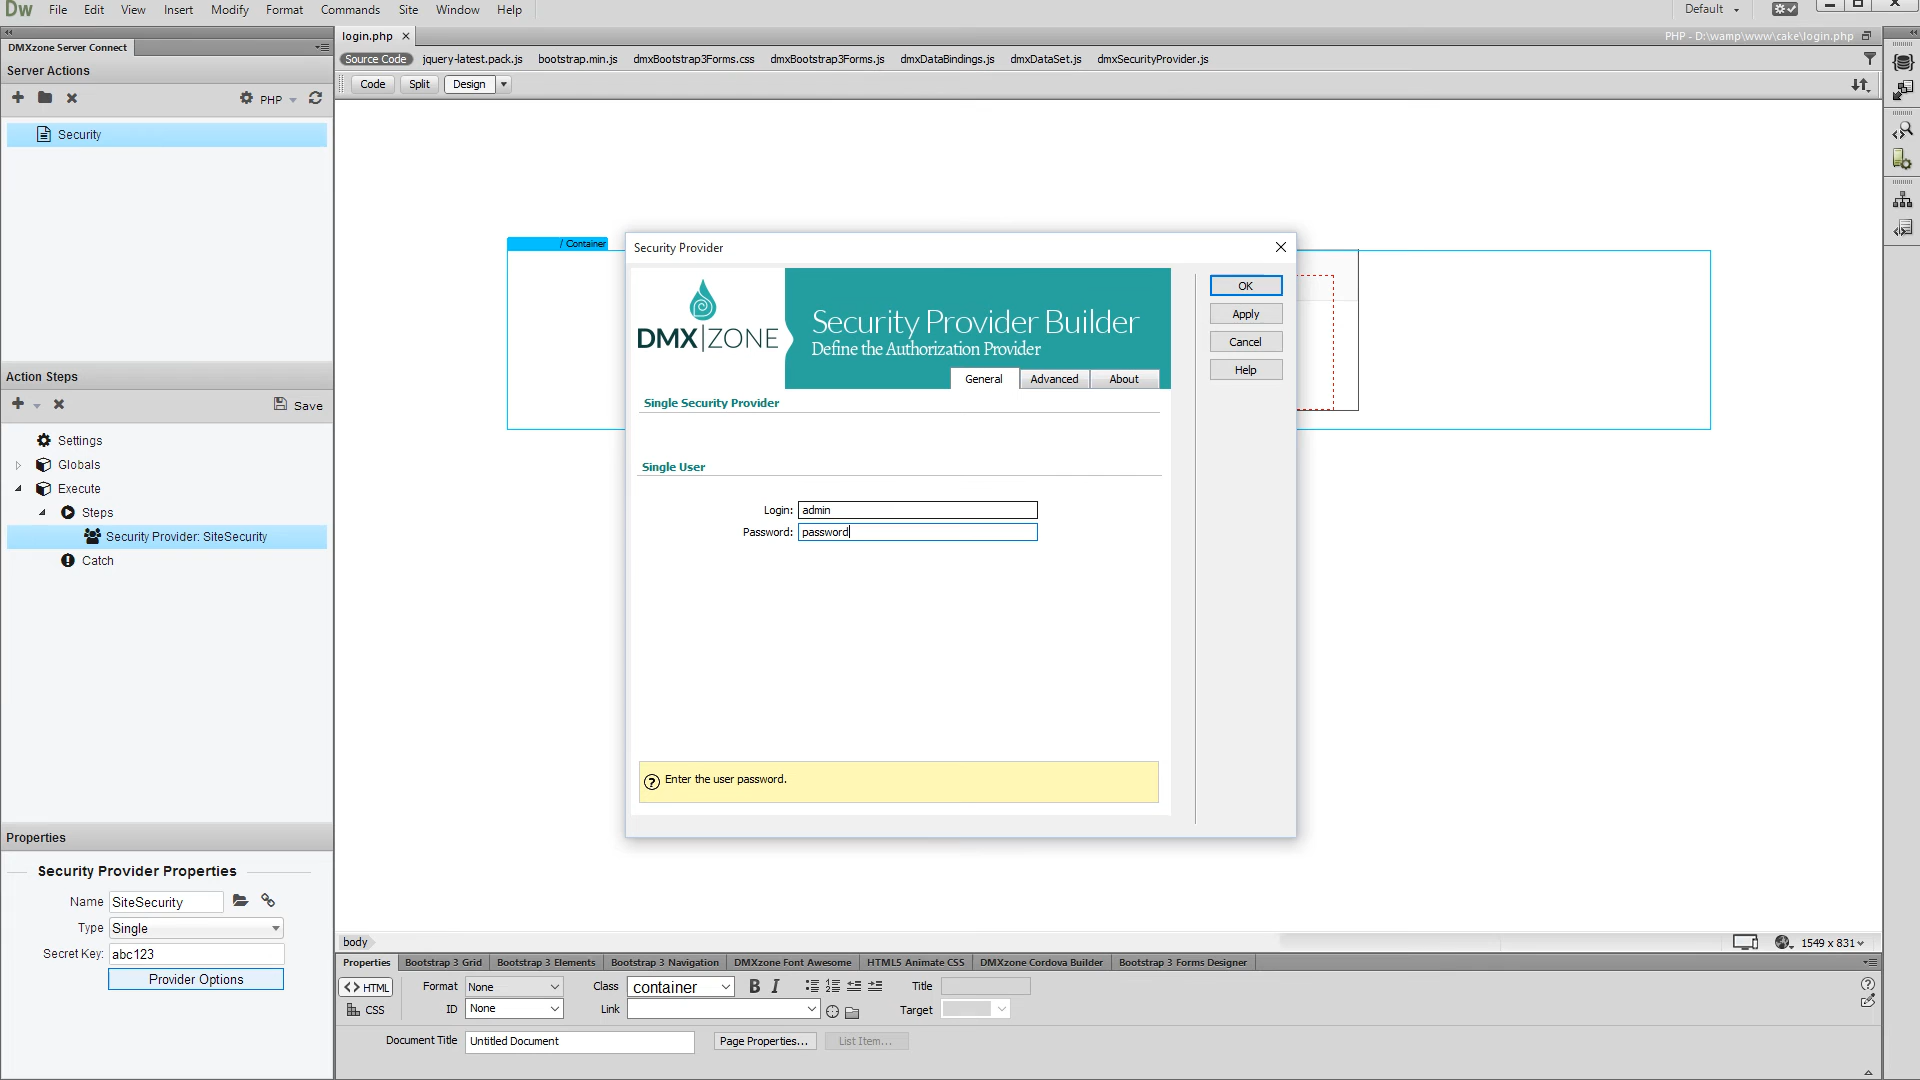 Dw File Edit View Insert Modify Format Commands Site Window Help Default
DMXzone Server Connect
login.php
PHP - D:\wamp\www\cake\login.php
Server Actions
Source Code jquery-latest.pack.js bootstrap.min.js dmxBootstrap3Forms.css dmxBootstrap3Forms.js dmxDataBindings.js dmxDataSet.js dmxSecurityProvider.js
PHP
Code Split Design
Security
/ Container
Security Provider
DMX|ZONE
Security Provider Builder
Define the Authorization Provider
General Advanced About
OK
Apply
Cancel
Help
Single Security Provider
Single User
Login: admin
Password: password
Enter the user password.
Action Steps
Save
Settings
Globals
Execute
Steps
Security Provider: SiteSecurity
Catch
Properties
Security Provider Properties
Name SiteSecurity
Type Single
Secret Key: abc123
Provider Options
body
1549 x 831
Properties Bootstrap 3 Grid Bootstrap 3 Elements Bootstrap 3 Navigation DMXzone Font Awesome HTML5 Animate CSS DMXzone Cordova Builder Bootstrap 3 Forms Designer
<> HTML Format None Class container B I Title
CSS ID None Link Target
Document Title Untitled Document Page Properties... List Item...